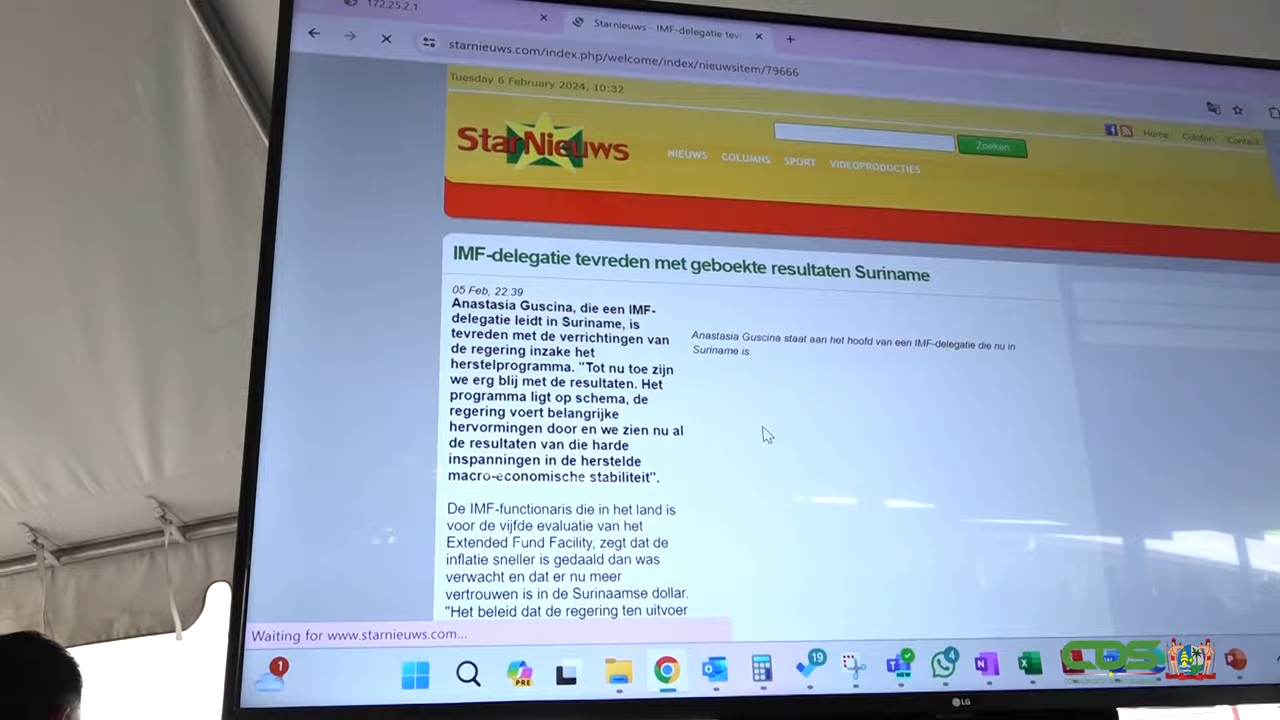 172.25.2.1
Starnieuws - IMF-delegatie tev
starnieuws.com/index.php/welcome/index/nieuwsitem/79666
Tuesday 6 February 2024, 10:32
StarNieuws
Zoeken
Home Colofon Contact
NIEUWS COLUMNS SPORT VIDEOPRODUCTIES
IMF-delegatie tevreden met geboekte resultaten Suriname
05 Feb, 22:39
Anastasia Guscina, die een IMF-
delegatie leidt in Suriname, is
tevreden met de verrichtingen van
de regering inzake het
herstelprogramma. "Tot nu toe zijn
we erg blij met de resultaten. Het
programma ligt op schema, de
regering voert belangrijke
hervormingen door en we zien nu al
de resultaten van die harde
inspanningen in de herstelde
macro-economische stabiliteit".
Anastasia Guscina staat aan het hoofd van een IMF-delegatie die nu in
Suriname is.
De IMF-functionaris die in het land is
voor de vijfde evaluatie van het
Extended Fund Facility, zegt dat de
inflatie sneller is gedaald dan was
verwacht en dat er nu meer
vertrouwen is in de Surinaamse dollar.
"Het beleid dat de regering ten uitvoer
Waiting for www.starnieuws.com...
1
PRE
19
NEW
4
CDS
LG